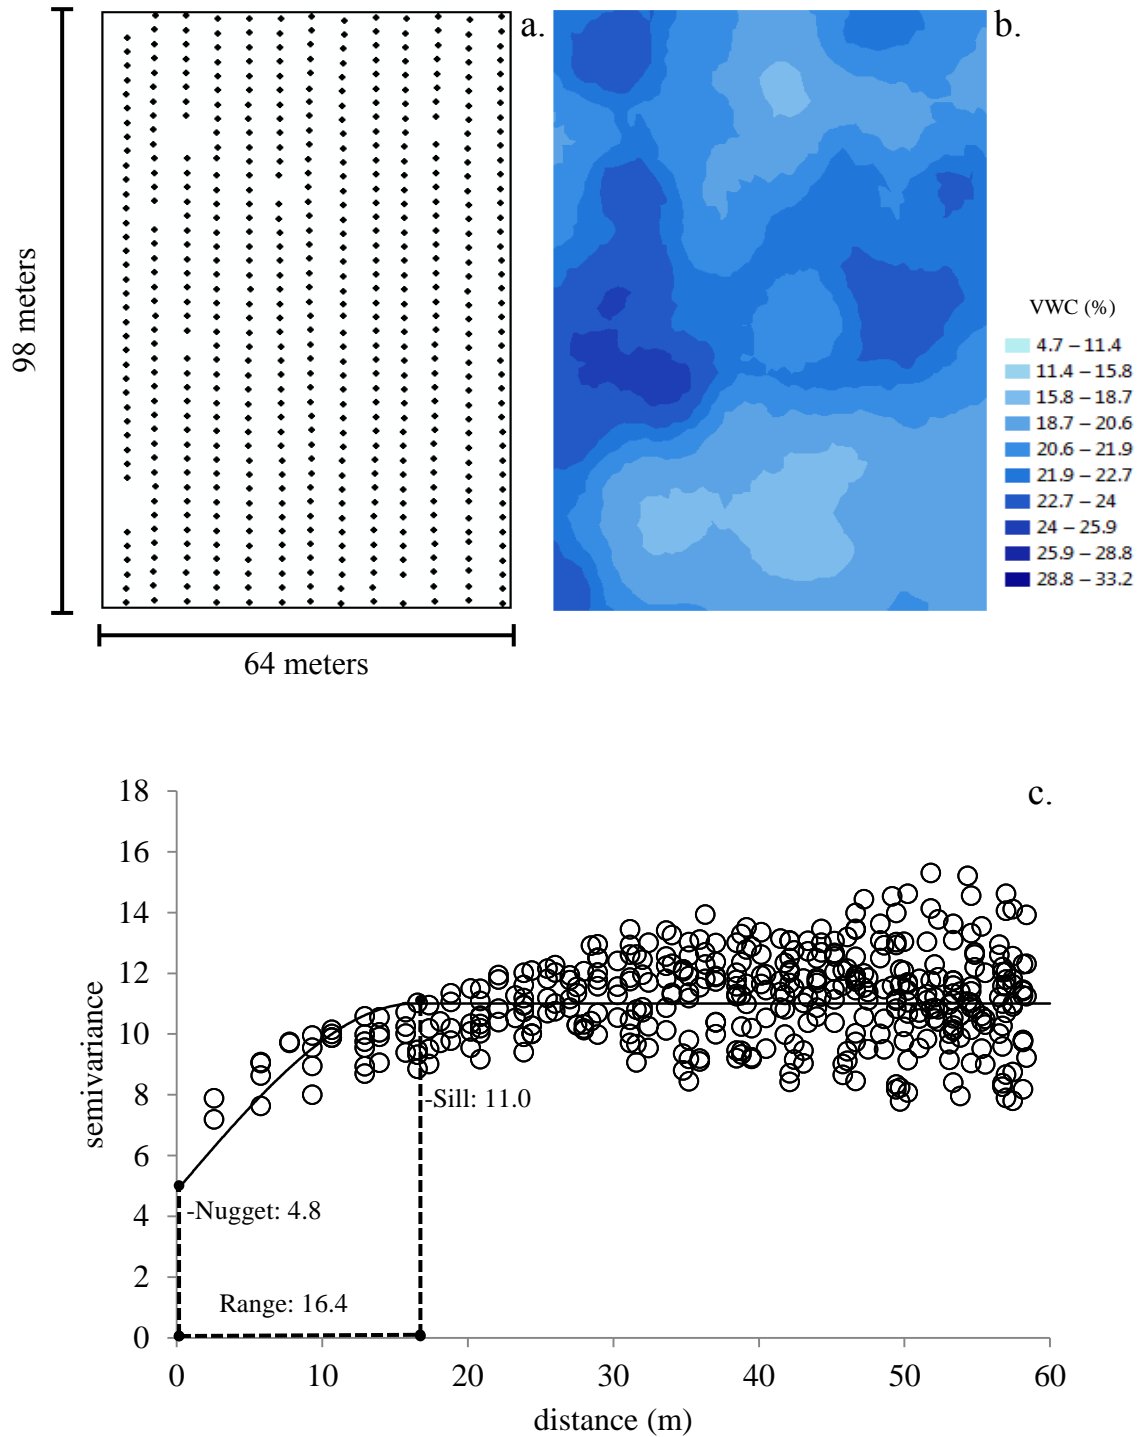 a.
b.
98 meters
64 meters
VWC (%)
4.7 – 11.4
11.4 – 15.8
15.8 – 18.7
18.7 – 20.6
20.6 – 21.9
21.9 – 22.7
22.7 – 24
24 – 25.9
25.9 – 28.8
28.8 – 33.2
c.
semivariance
18
16
14
12
10
8
6
4
2
0
-Sill: 11.0
-Nugget: 4.8
Range: 16.4
0 10 20 30 40 50 60
distance (m)